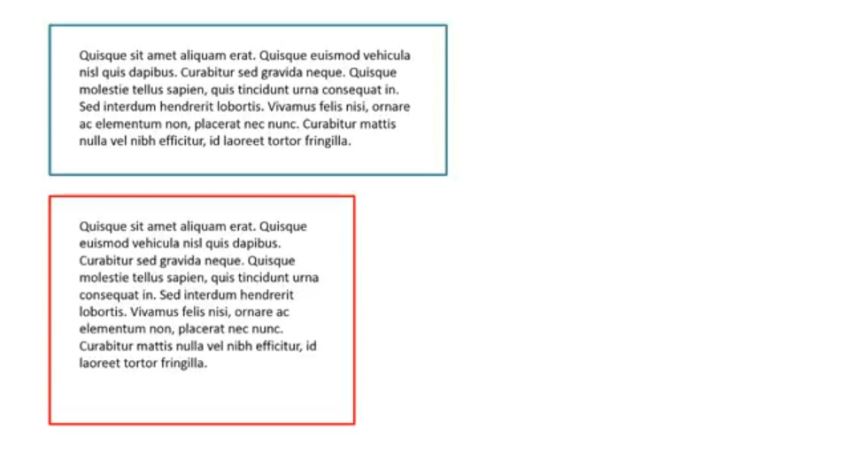 Quisque sit amet aliquam erat. Quisque euismod vehicula
nisl quis dapibus. Curabitur sed gravida neque. Quisque
molestie tellus sapien, quis tincidunt urna consequat in.
Sed interdum hendrerit lobortis. Vivamus felis nisi, ornare
ac elementum non, placerat nec nunc. Curabitur mattis
nulla vel nibh efficitur, id laoreet tortor fringilla.
Quisque sit amet aliquam erat. Quisque
euismod vehicula nisl quis dapibus.
Curabitur sed gravida neque. Quisque
molestie tellus sapien, quis tincidunt urna
consequat in. Sed interdum hendrerit
lobortis. Vivamus felis nisi, ornare ac
elementum non, placerat nec nunc.
Curabitur mattis nulla vel nibh efficitur, id
laoreet tortor fringilla.